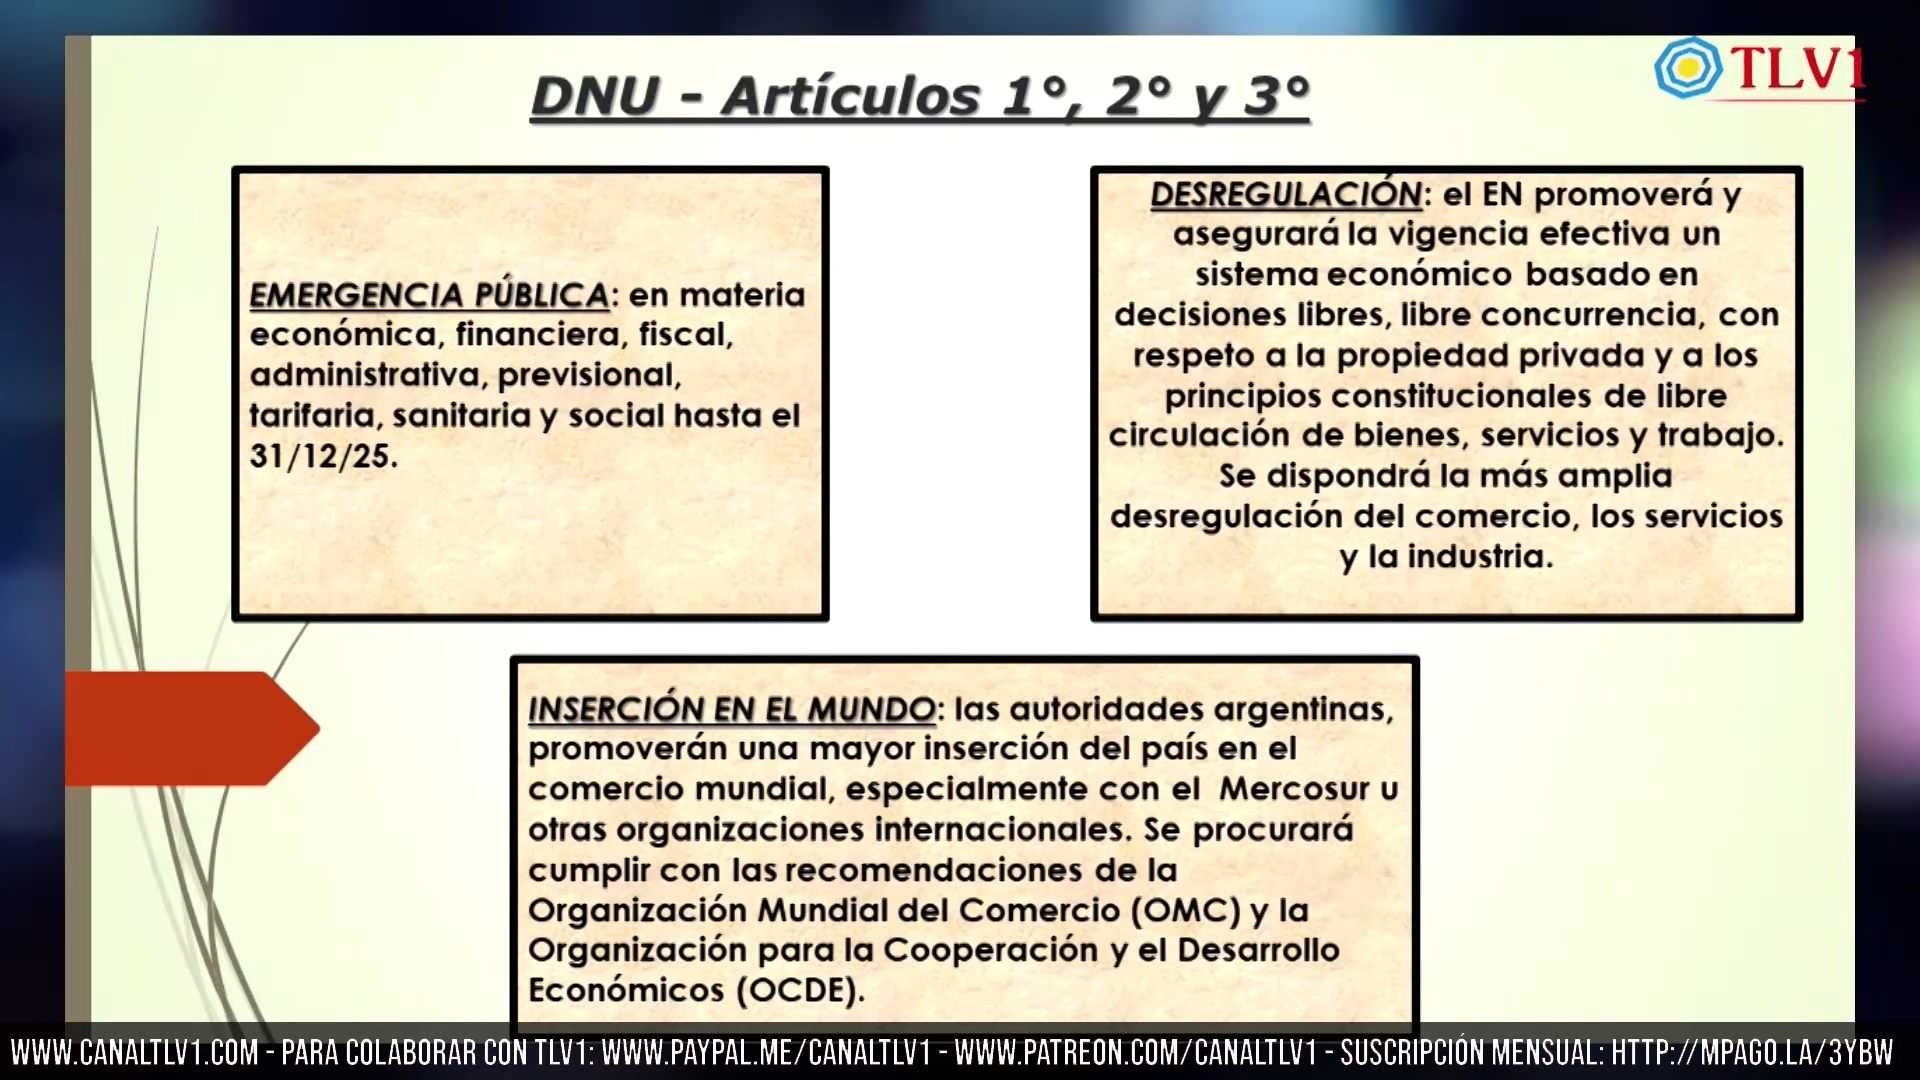 DNU - Artículos 1°, 2° y 3°
TLV1
EMERGENCIA PÚBLICA: en materia
económica, financiera, fiscal,
administrativa, previsional,
tarifaria, sanitaria y social hasta el
31/12/25.
DESREGULACIÓN: el EN promoverá y
asegurará la vigencia efectiva un
sistema económico basado en
decisiones libres, libre concurrencia, con
respeto a la propiedad privada y a los
principios constitucionales de libre
circulación de bienes, servicios y trabajo.
Se dispondrá la más amplia
desregulación del comercio, los servicios
y la industria.
INSERCIÓN EN EL MUNDO: las autoridades argentinas,
promoverán una mayor inserción del país en el
comercio mundial, especialmente con el Mercosur u
otras organizaciones internacionales. Se procurará
cumplir con las recomendaciones de la
Organización Mundial del Comercio (OMC) y la
Organización para la Cooperación y el Desarrollo
Económicos (OCDE).
WWW.CANALTLV1.COM - PARA COLABORAR CON TLV1: WWW.PAYPAL.ME/CANALTLV1 - WWW.PATREON.COM/CANALTLV1 - SUSCRIPCIÓN MENSUAL: HTTP://MPAGO.LA/3YBW